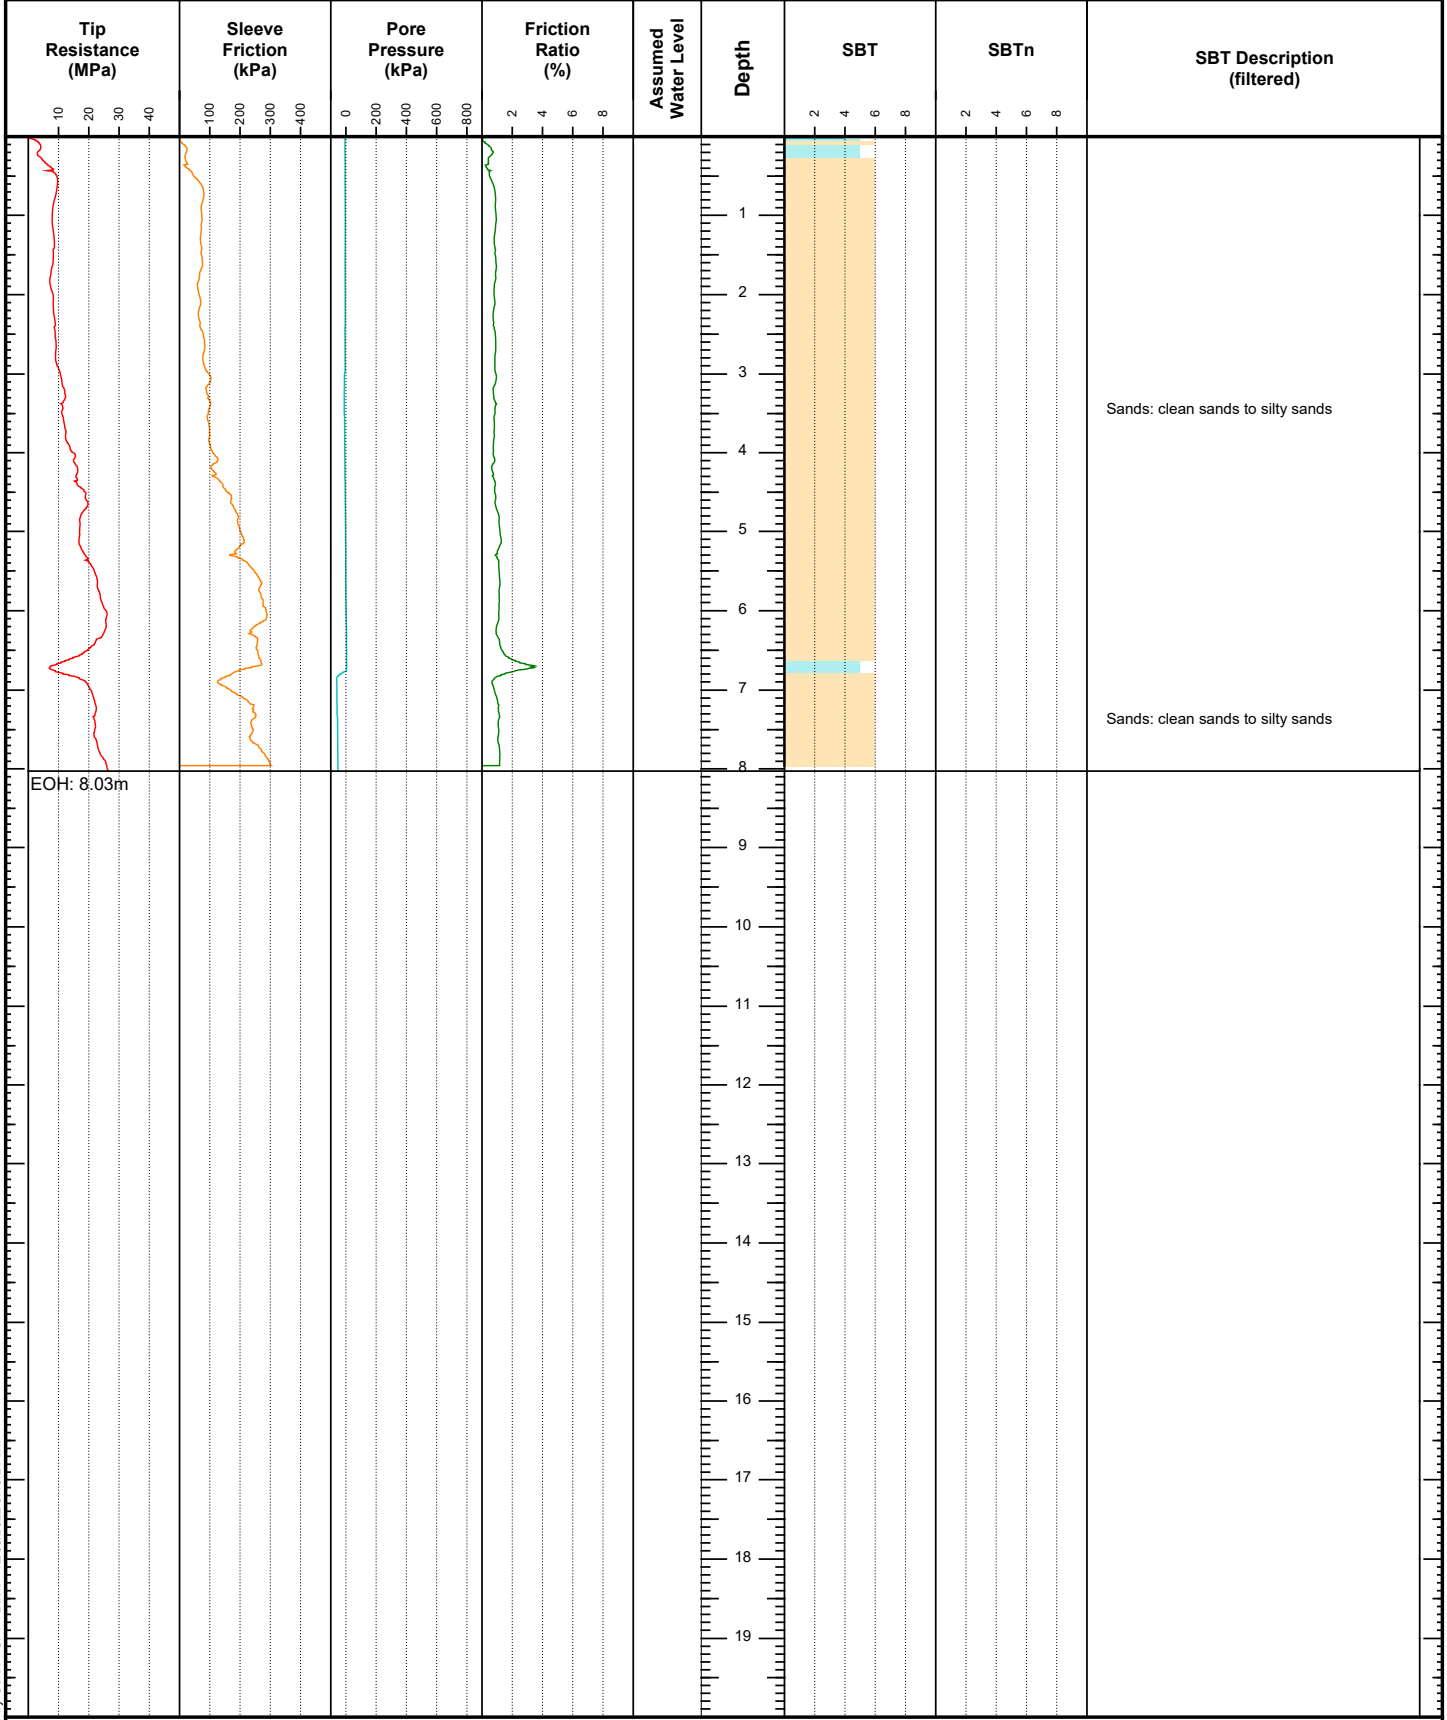 Tip
Resistance
(MPa)
Sleeve
Friction
(kPa)
Pore
Pressure
(kPa)
Friction
Ratio
(%)
Assumed
Water Level
Depth
SBT
SBTn
SBT Description
(filtered)
10 20 30 40
100 200 300 400
0 200 400 600 800
2 4 6 8
2 4 6 8
2 4 6 8
1
2
3
Sands: clean sands to silty sands
4
5
6
7
Sands: clean sands to silty sands
8
EOH: 8.03m
9
10
11
12
13
14
15
16
17
18
19